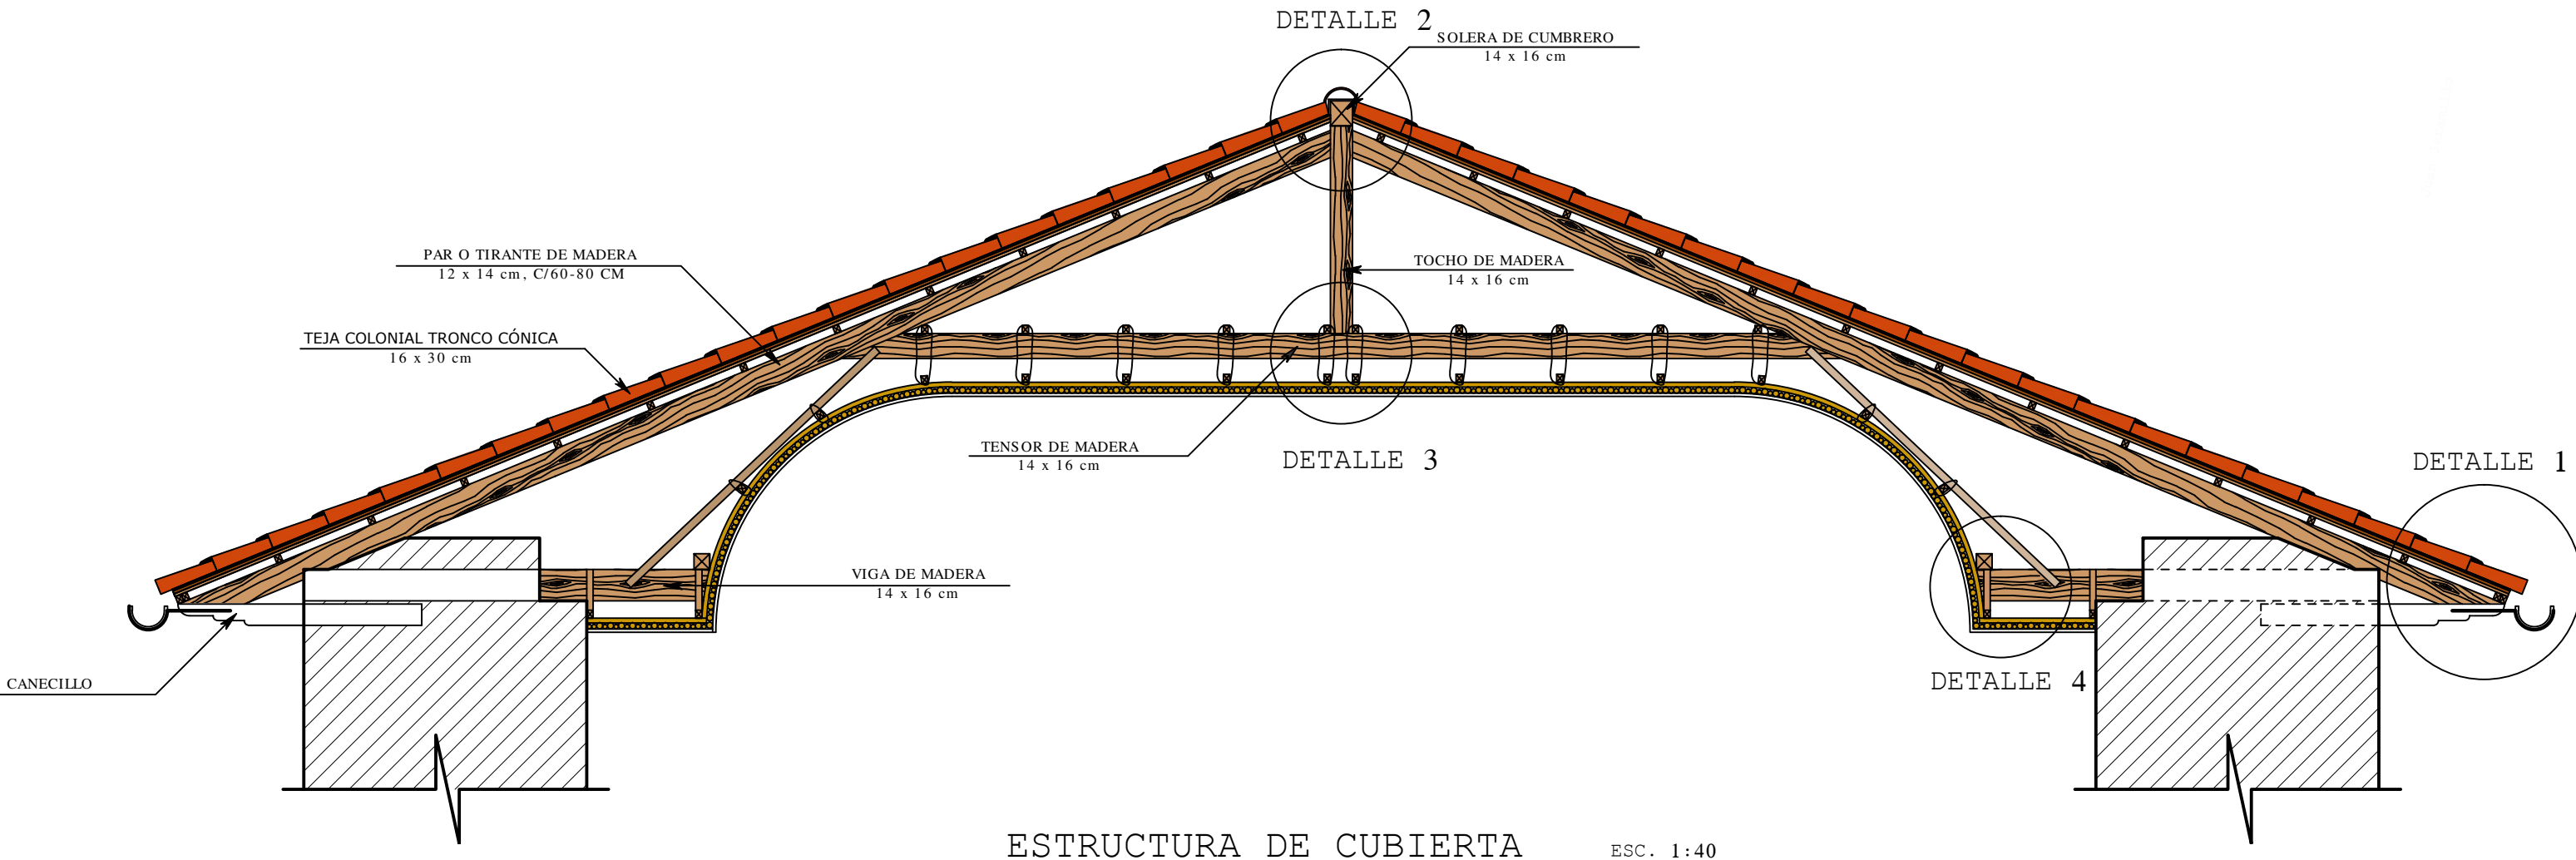 DETALLE 2
SOLERA DE CUMBRERO
14 x 16 cm
PAR O TIRANTE DE MADERA
12 x 14 cm, C/60-80 CM
TOCHO DE MADERA
14 x 16 cm
TEJA COLONIAL TRONCO CÓNICA
16 x 30 cm
TENSOR DE MADERA
14 x 16 cm
DETALLE 3
DETALLE 1
VIGA DE MADERA
14 x 16 cm
CANECILLO
DETALLE 4
ESTRUCTURA DE CUBIERTA
ESC. 1:40